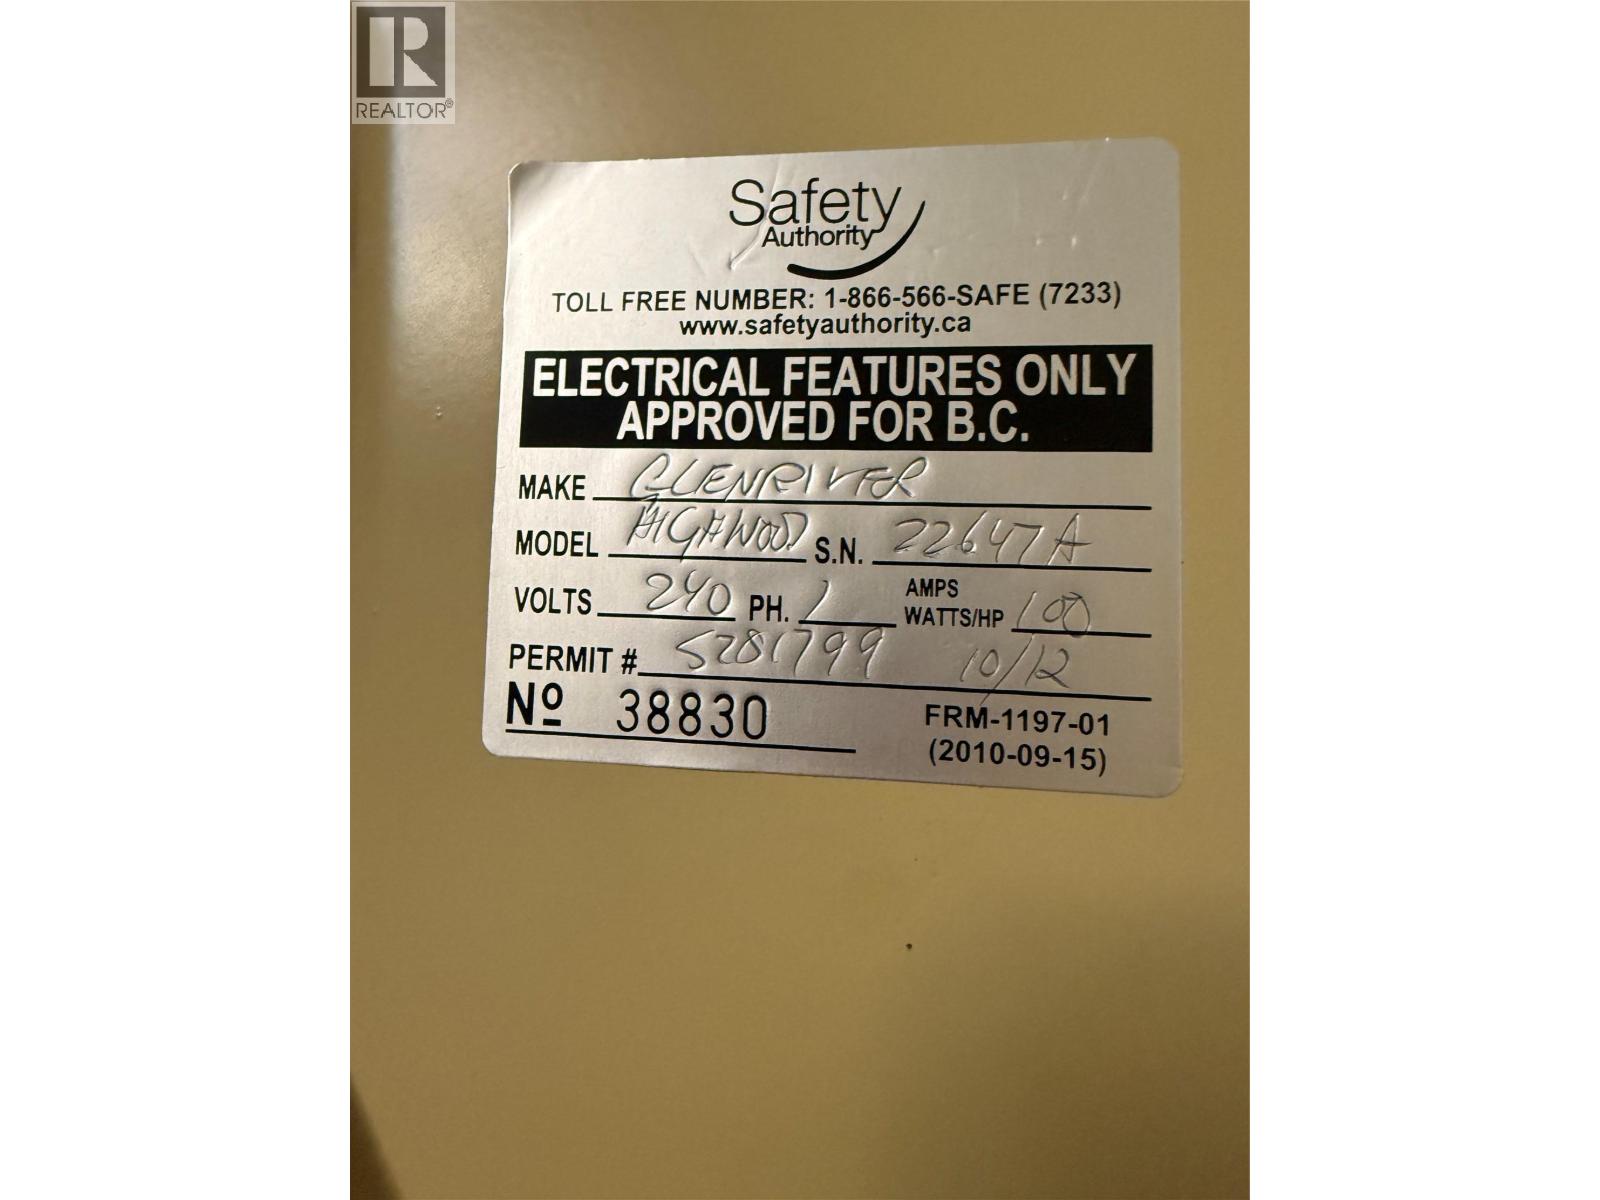 REALTOR®
Safety
Authority
TOLL FREE NUMBER: 1-866-566-SAFE (7233)
www.safetyauthority.ca
ELECTRICAL FEATURES ONLY
APPROVED FOR B.C.
MAKE GLENRIVER
MODEL HIGHWOOD S.N. 22647A
VOLTS 240 PH. 1 AMPS WATTS/HP 100
PERMIT # 5281799 10/12
Nº 38830
FRM-1197-01
(2010-09-15)